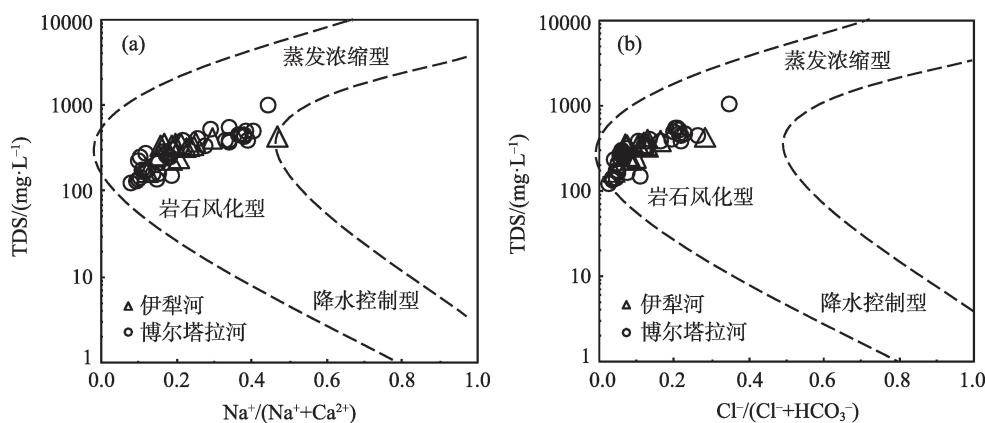 10000
1000
100
10
1
TDS/(mg·L⁻¹)
(a)
蒸发浓缩型
岩石风化型
降水控制型
△ 伊犁河
○ 博尔塔拉河
0.0 0.2 0.4 0.6 0.8 1.0
Na⁺/(Na⁺+Ca²⁺)
10000
1000
100
10
1
TDS/(mg·L⁻¹)
(b)
蒸发浓缩型
岩石风化型
降水控制型
△ 伊犁河
○ 博尔塔拉河
0.0 0.2 0.4 0.6 0.8 1.0
Cl⁻/(Cl⁻+HCO₃⁻)